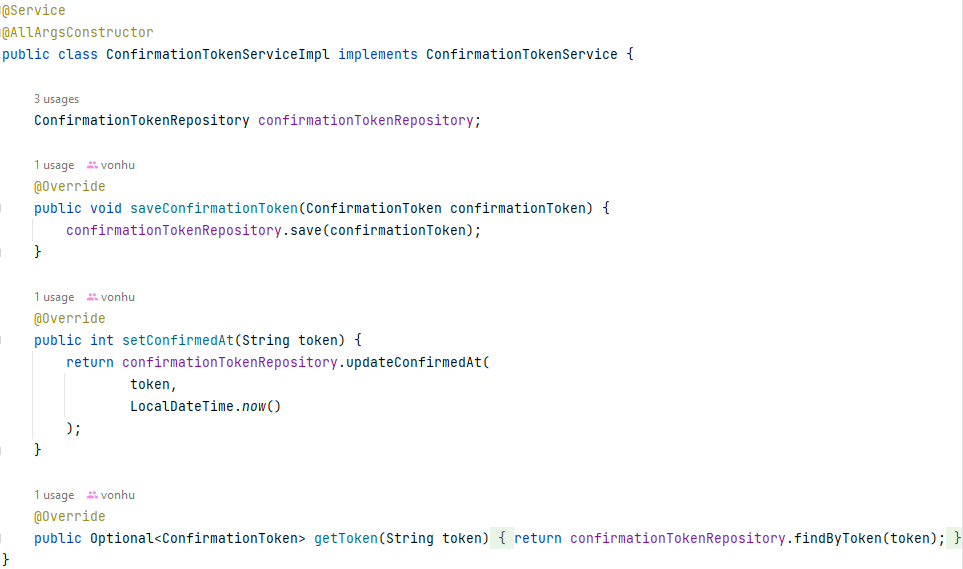 @Service
@AllArgsConstructor
public class ConfirmationTokenServiceImpl implements ConfirmationTokenService {
3 usages
ConfirmationTokenRepository confirmationTokenRepository;
1 usage vonhu
@Override
public void saveConfirmationToken(ConfirmationToken confirmationToken) {
confirmationTokenRepository.save(confirmationToken);
}
1 usage vonhu
@Override
public int setConfirmedAt(String token) {
return confirmationTokenRepository.updateConfirmedAt(
token,
LocalDateTime.now()
);
}
1 usage vonhu
@Override
public Optional<ConfirmationToken> getToken(String token) { return confirmationTokenRepository.findByToken(token); }
}